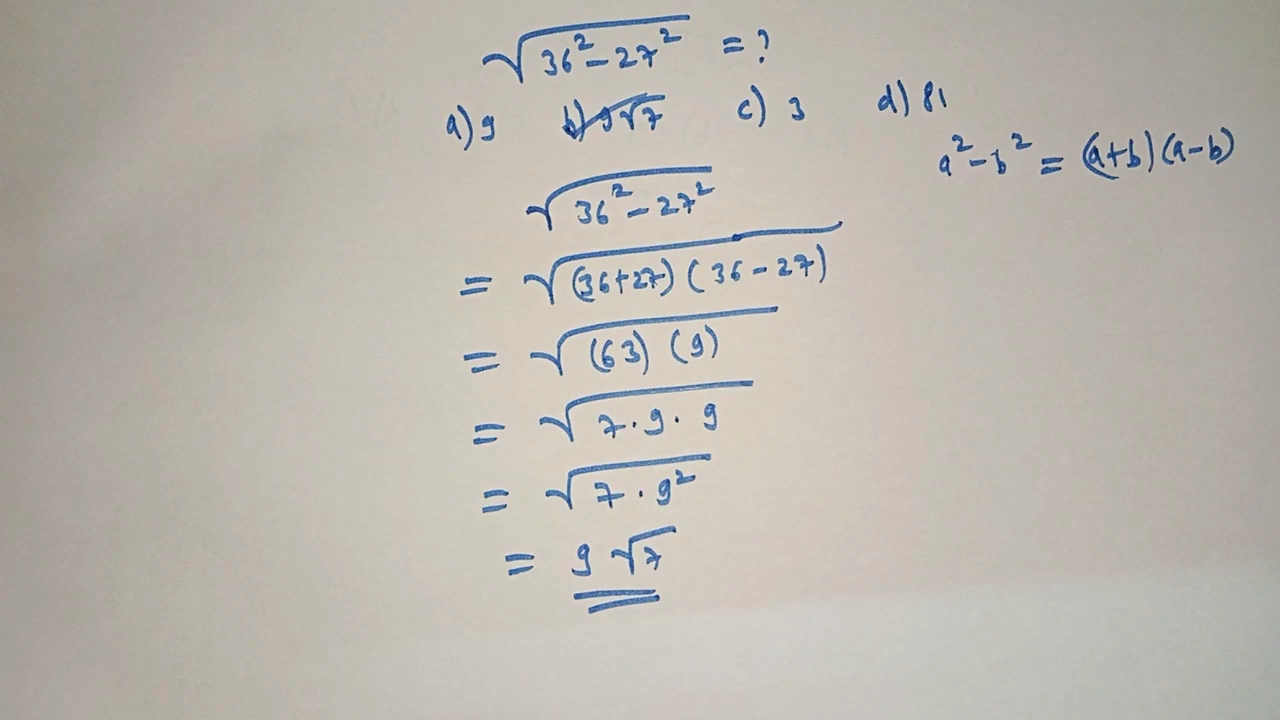 √(36² - 27²) = ?
a) 9 b) 9√7 c) 3 d) 81
a² - b² = (a+b) (a-b)
√(36² - 27²)
= √((36+27) (36-27))
= √((63) (9))
= √(7 · 9 · 9)
= √(7 · 9²)
= 9√7